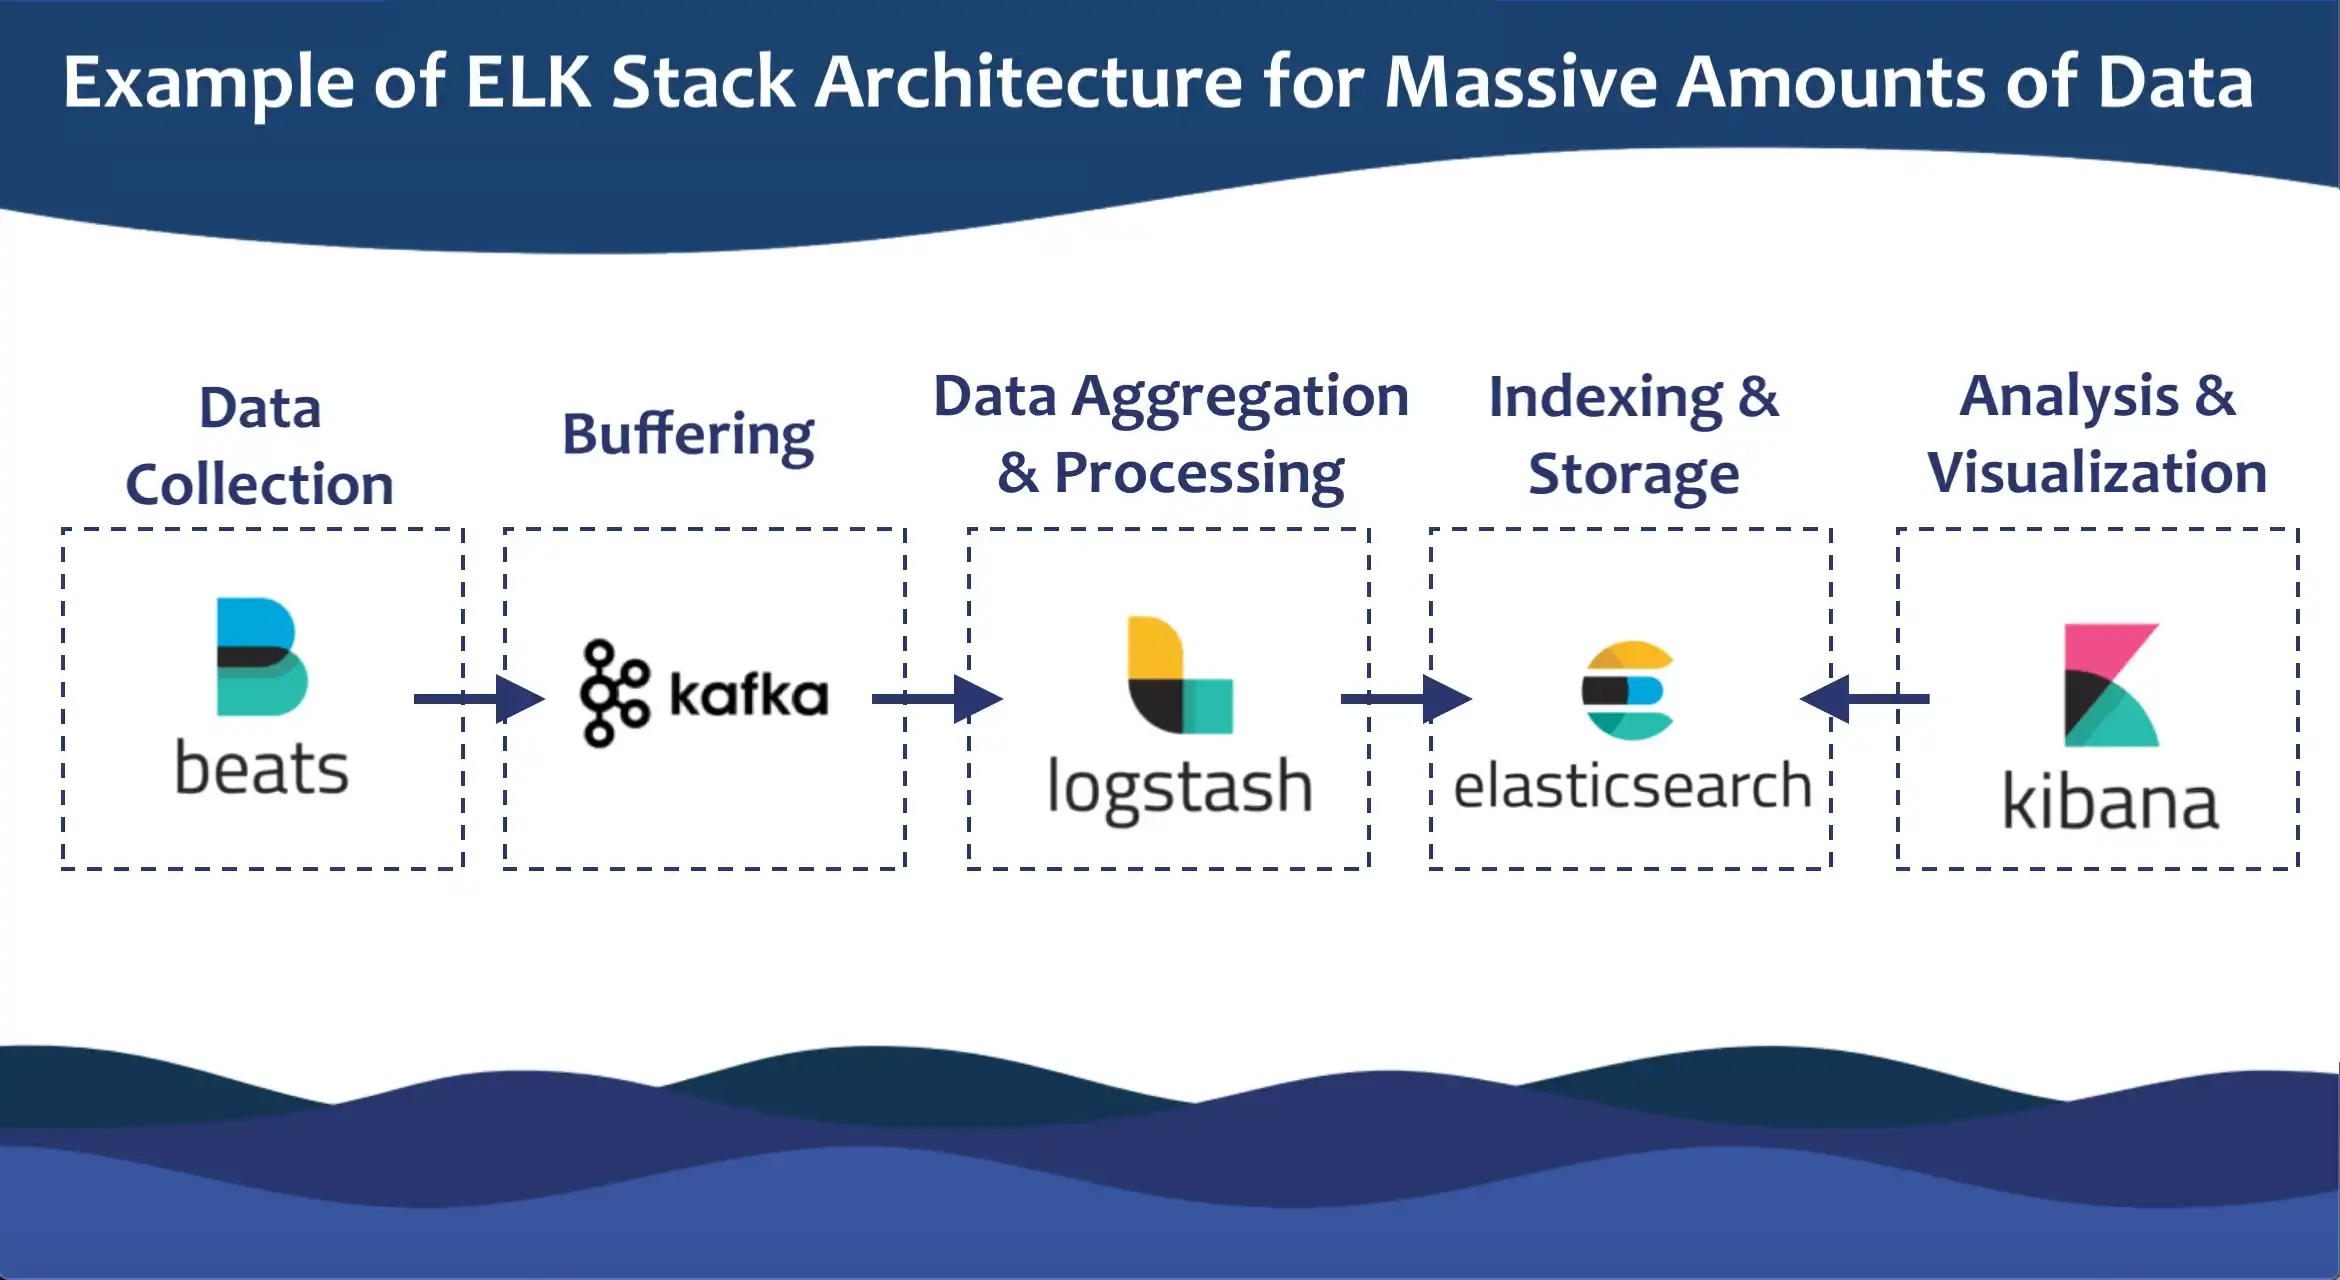 Example of ELK Stack Architecture for Massive Amounts of Data
Data
Collection
Buffering
Data Aggregation
& Processing
Indexing &
Storage
Analysis &
Visualization
beats
kafka
logstash
elasticsearch
kibana